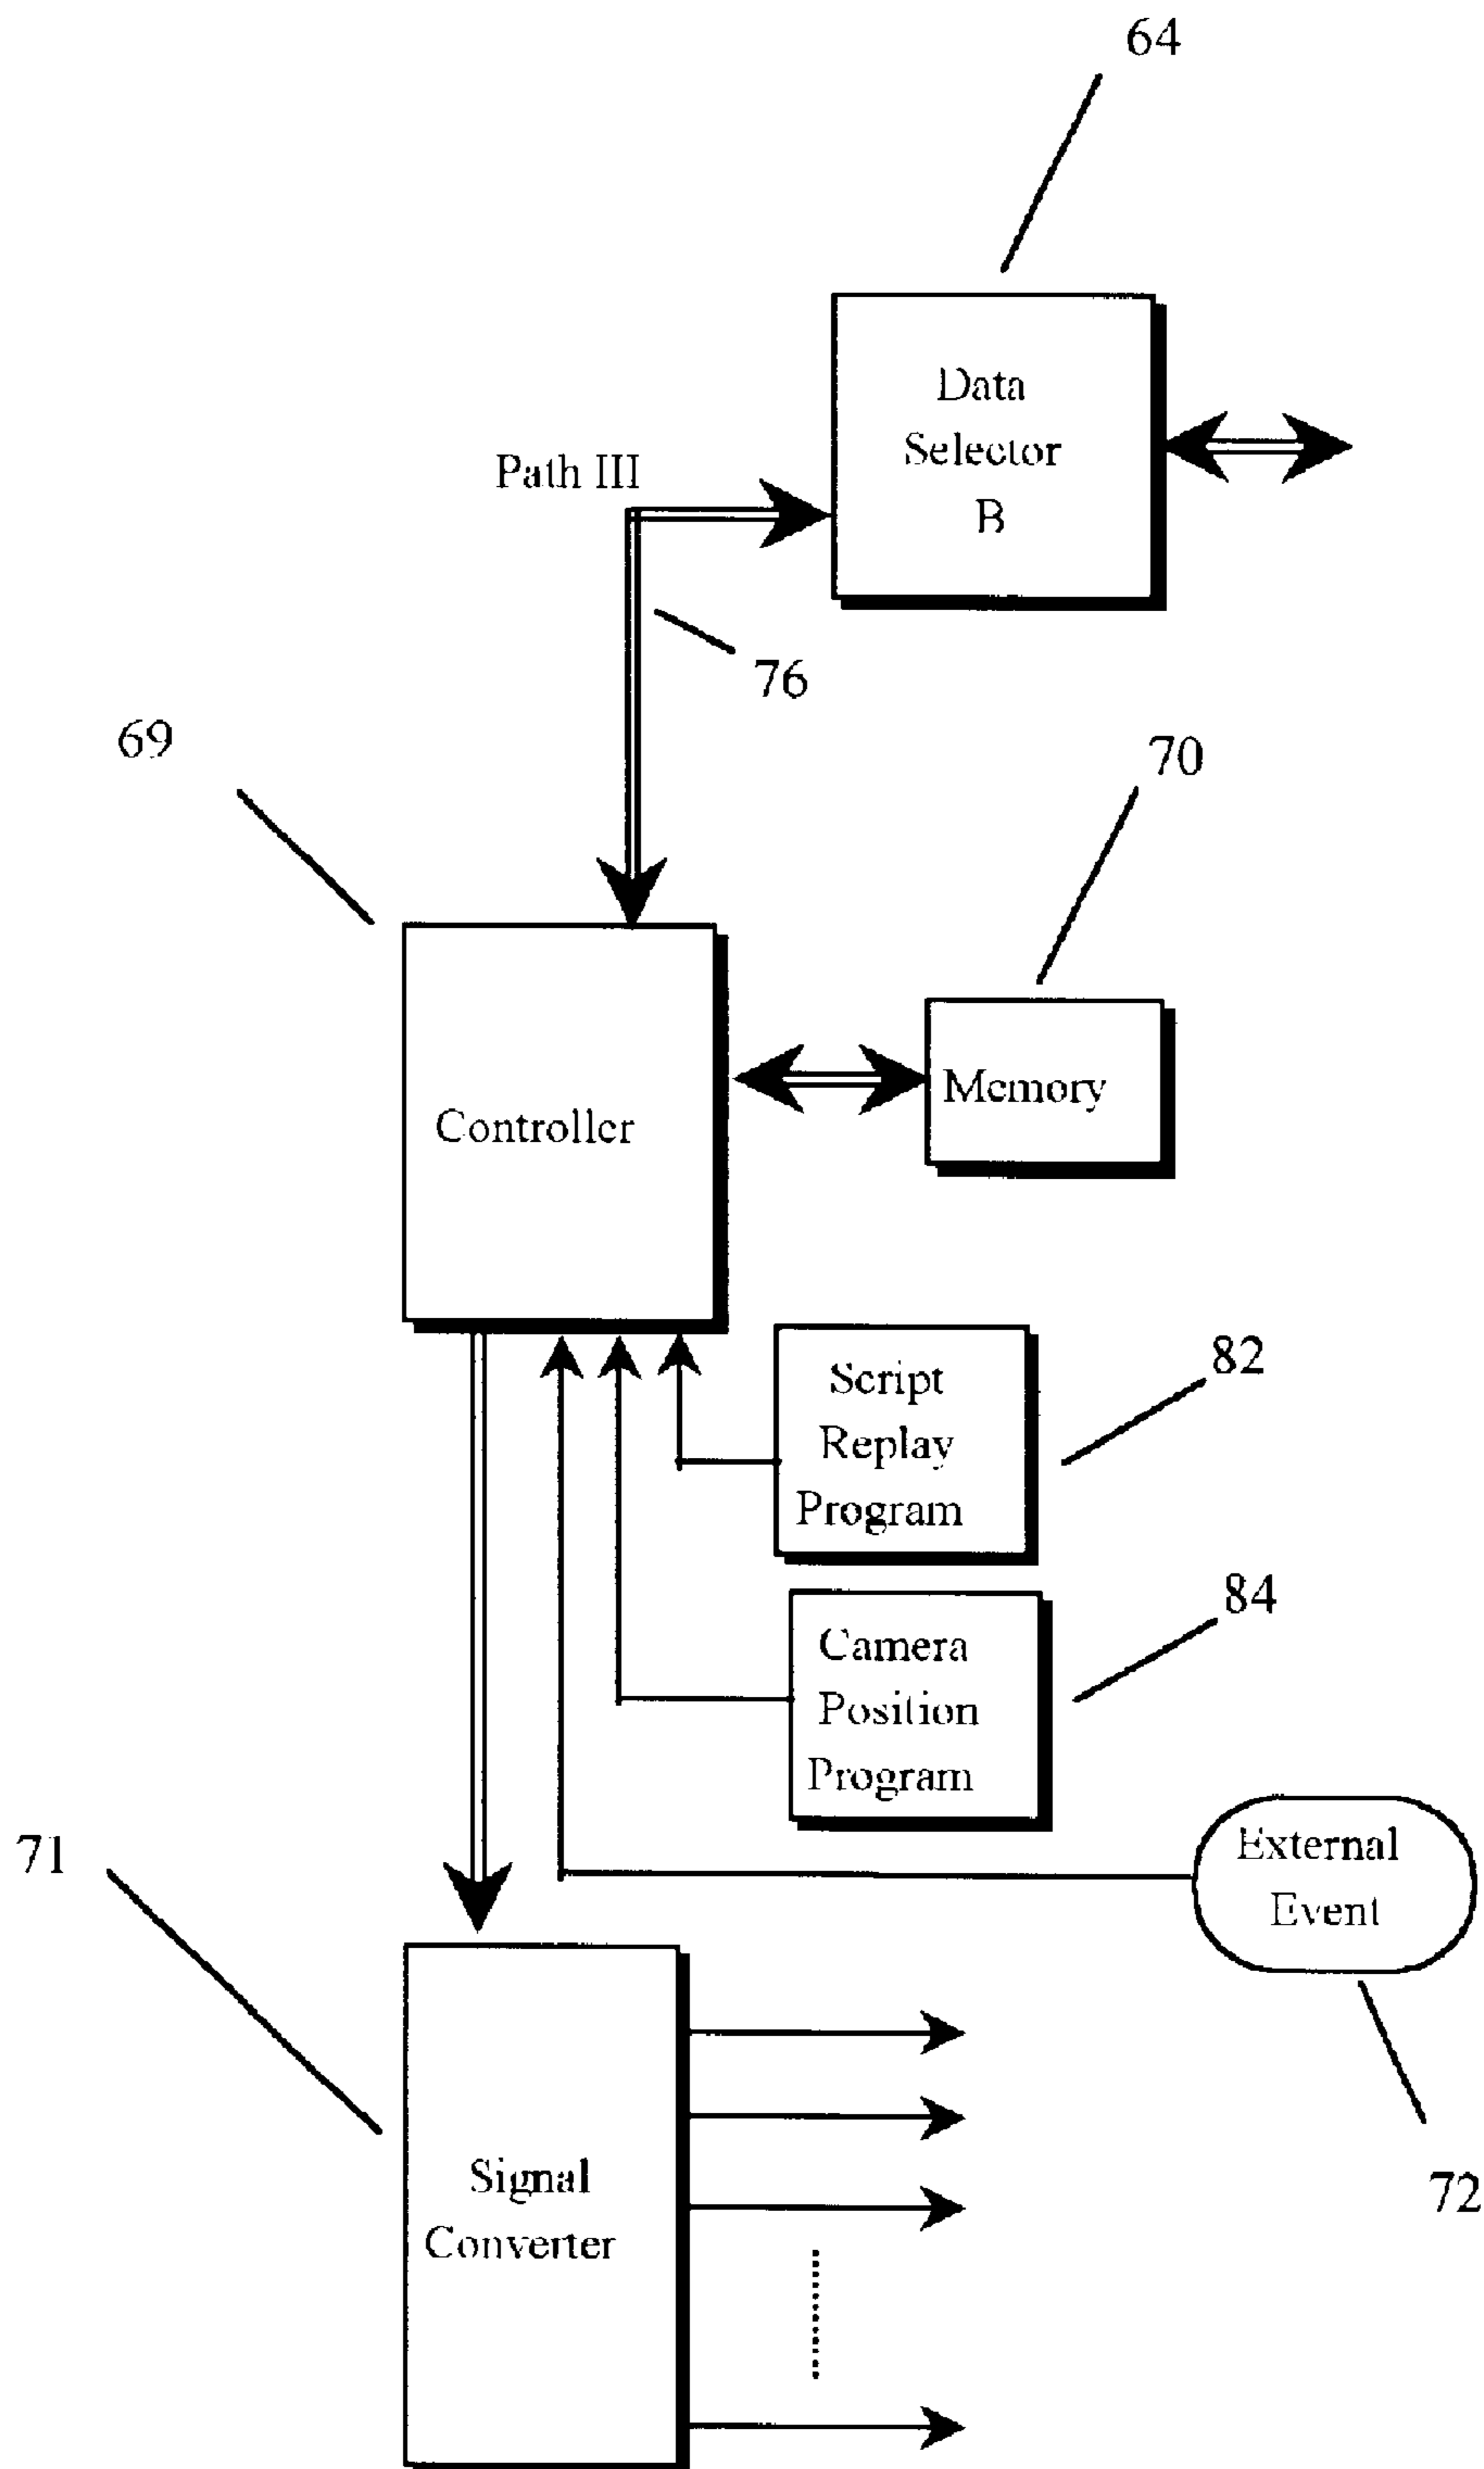 64
Data
Selector
B
Path III
76
69
70
Controller
Memory
Script
Replay
Program
82
Camera
Position
Program
84
External
Event
71
72
Signal
Converter